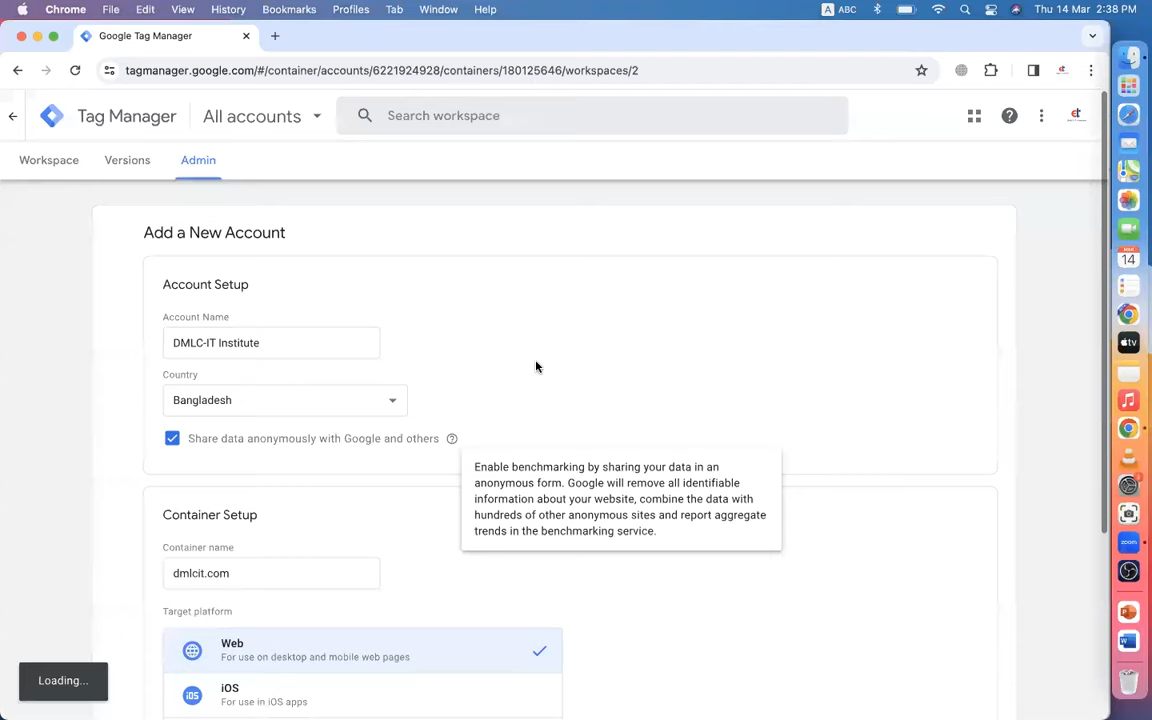 Chrome File Edit View History Bookmarks Profiles Tab Window Help A ABC Thu 14 Mar 2:38 PM
Google Tag Manager
tagmanager.google.com/#/container/accounts/6221924928/containers/180125646/workspaces/2
Tag Manager All accounts Search workspace
Workspace Versions Admin
Add a New Account
Account Setup
Account Name
DMLC-IT Institute
Country
Bangladesh
Share data anonymously with Google and others
Enable benchmarking by sharing your data in an
anonymous form. Google will remove all identifiable
information about your website, combine the data with
hundreds of other anonymous sites and report aggregate
trends in the benchmarking service.
Container Setup
Container name
dmlcit.com
Target platform
Web
For use on desktop and mobile web pages
iOS
iOS
For use in iOS apps
Loading...
MAR
14
tv
zoom